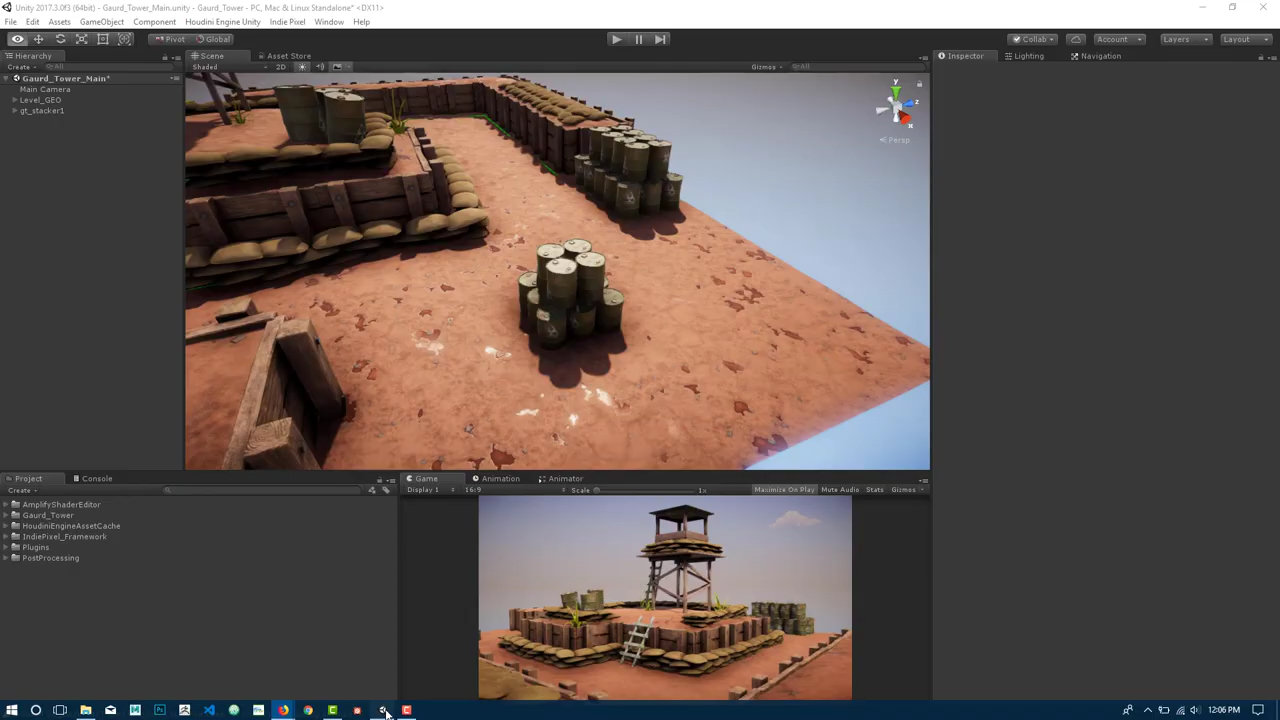 Unity 2017.3.0f3 (64bit) - Gaurd_Tower_Main.unity - Gaurd_Tower - PC, Mac & Linux Standalone* <DX11>
File Edit Assets GameObject Component Houdini Engine Unity Indie Pixel Window Help
Pivot Global Collab Account Layers Layout
Hierarchy Scene Asset Store Inspector Lighting Navigation
Create All Shaded 2D Gizmos All
Gaurd_Tower_Main*
Main Camera
Level_GEO
gt_stacker1
y
z
x
Persp
Project Console Game Animation Animator
Create Display 1 16:9 Scale 1x Maximize On Play Mute Audio Stats Gizmos
AmplifyShaderEditor
Gaurd_Tower
HoudiniEngineAssetCache
IndiePixel_Framework
Plugins
PostProcessing
12:06 PM